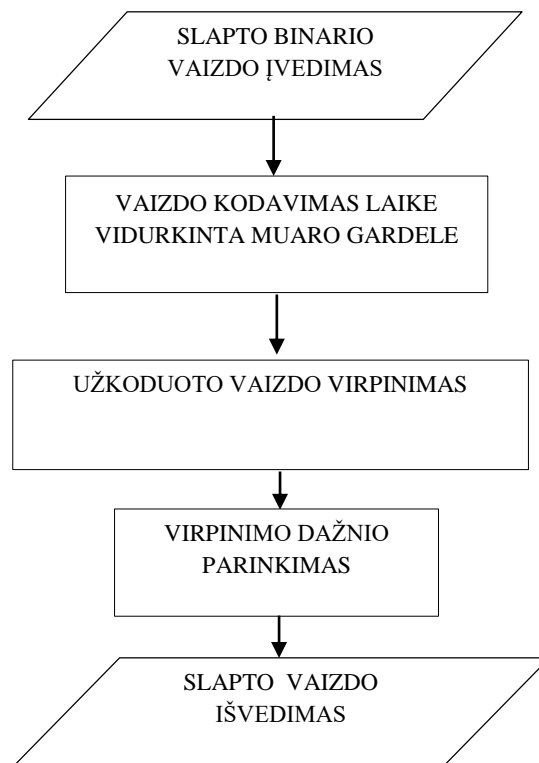 SLAPTO BINARIO
VAIZDO ĮVEDIMAS
VAIZDO KODAVIMAS LAIKE
VIDURKINTA MUARO GARDELE
UŽKODUOTO VAIZDO VIRPINIMAS
VIRPINIMO DAŽNIO
PARINKIMAS
SLAPTO VAIZDO
IŠVEDIMAS